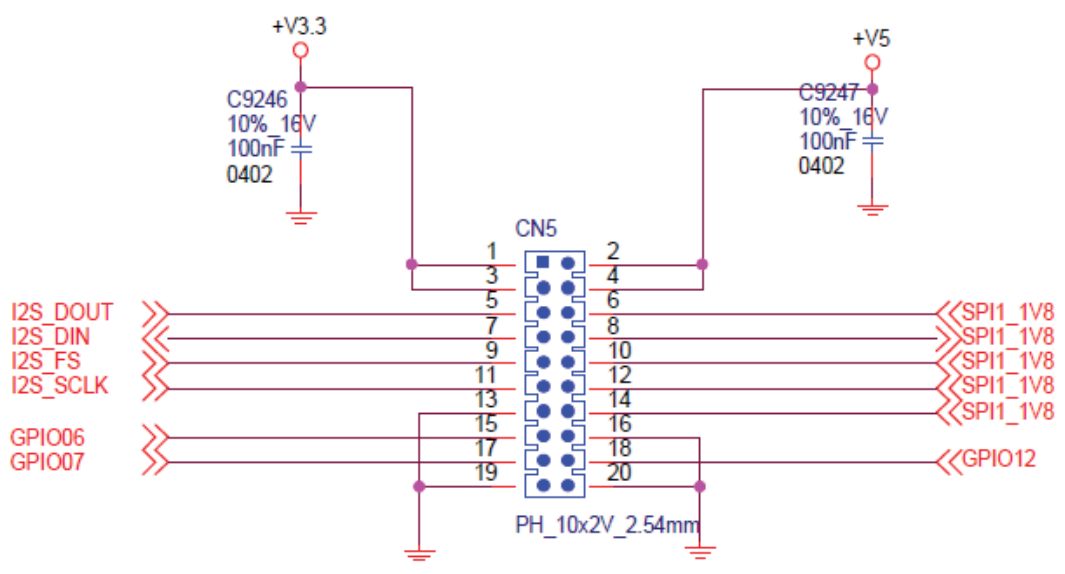 +V3.3
+V5
C9246
10%_16V
100nF
0402
C9247
10%_16V
100nF
0402
CN5
1 2
3 4
I2S_DOUT 5 6 SPI1_1V8
I2S_DIN 7 8 SPI1_1V8
I2S_FS 9 10 SPI1_1V8
I2S_SCLK 11 12 SPI1_1V8
13 14 SPI1_1V8
GPIO06 15 16
GPIO07 17 18 GPIO12
19 20
PH_10x2V_2.54mm